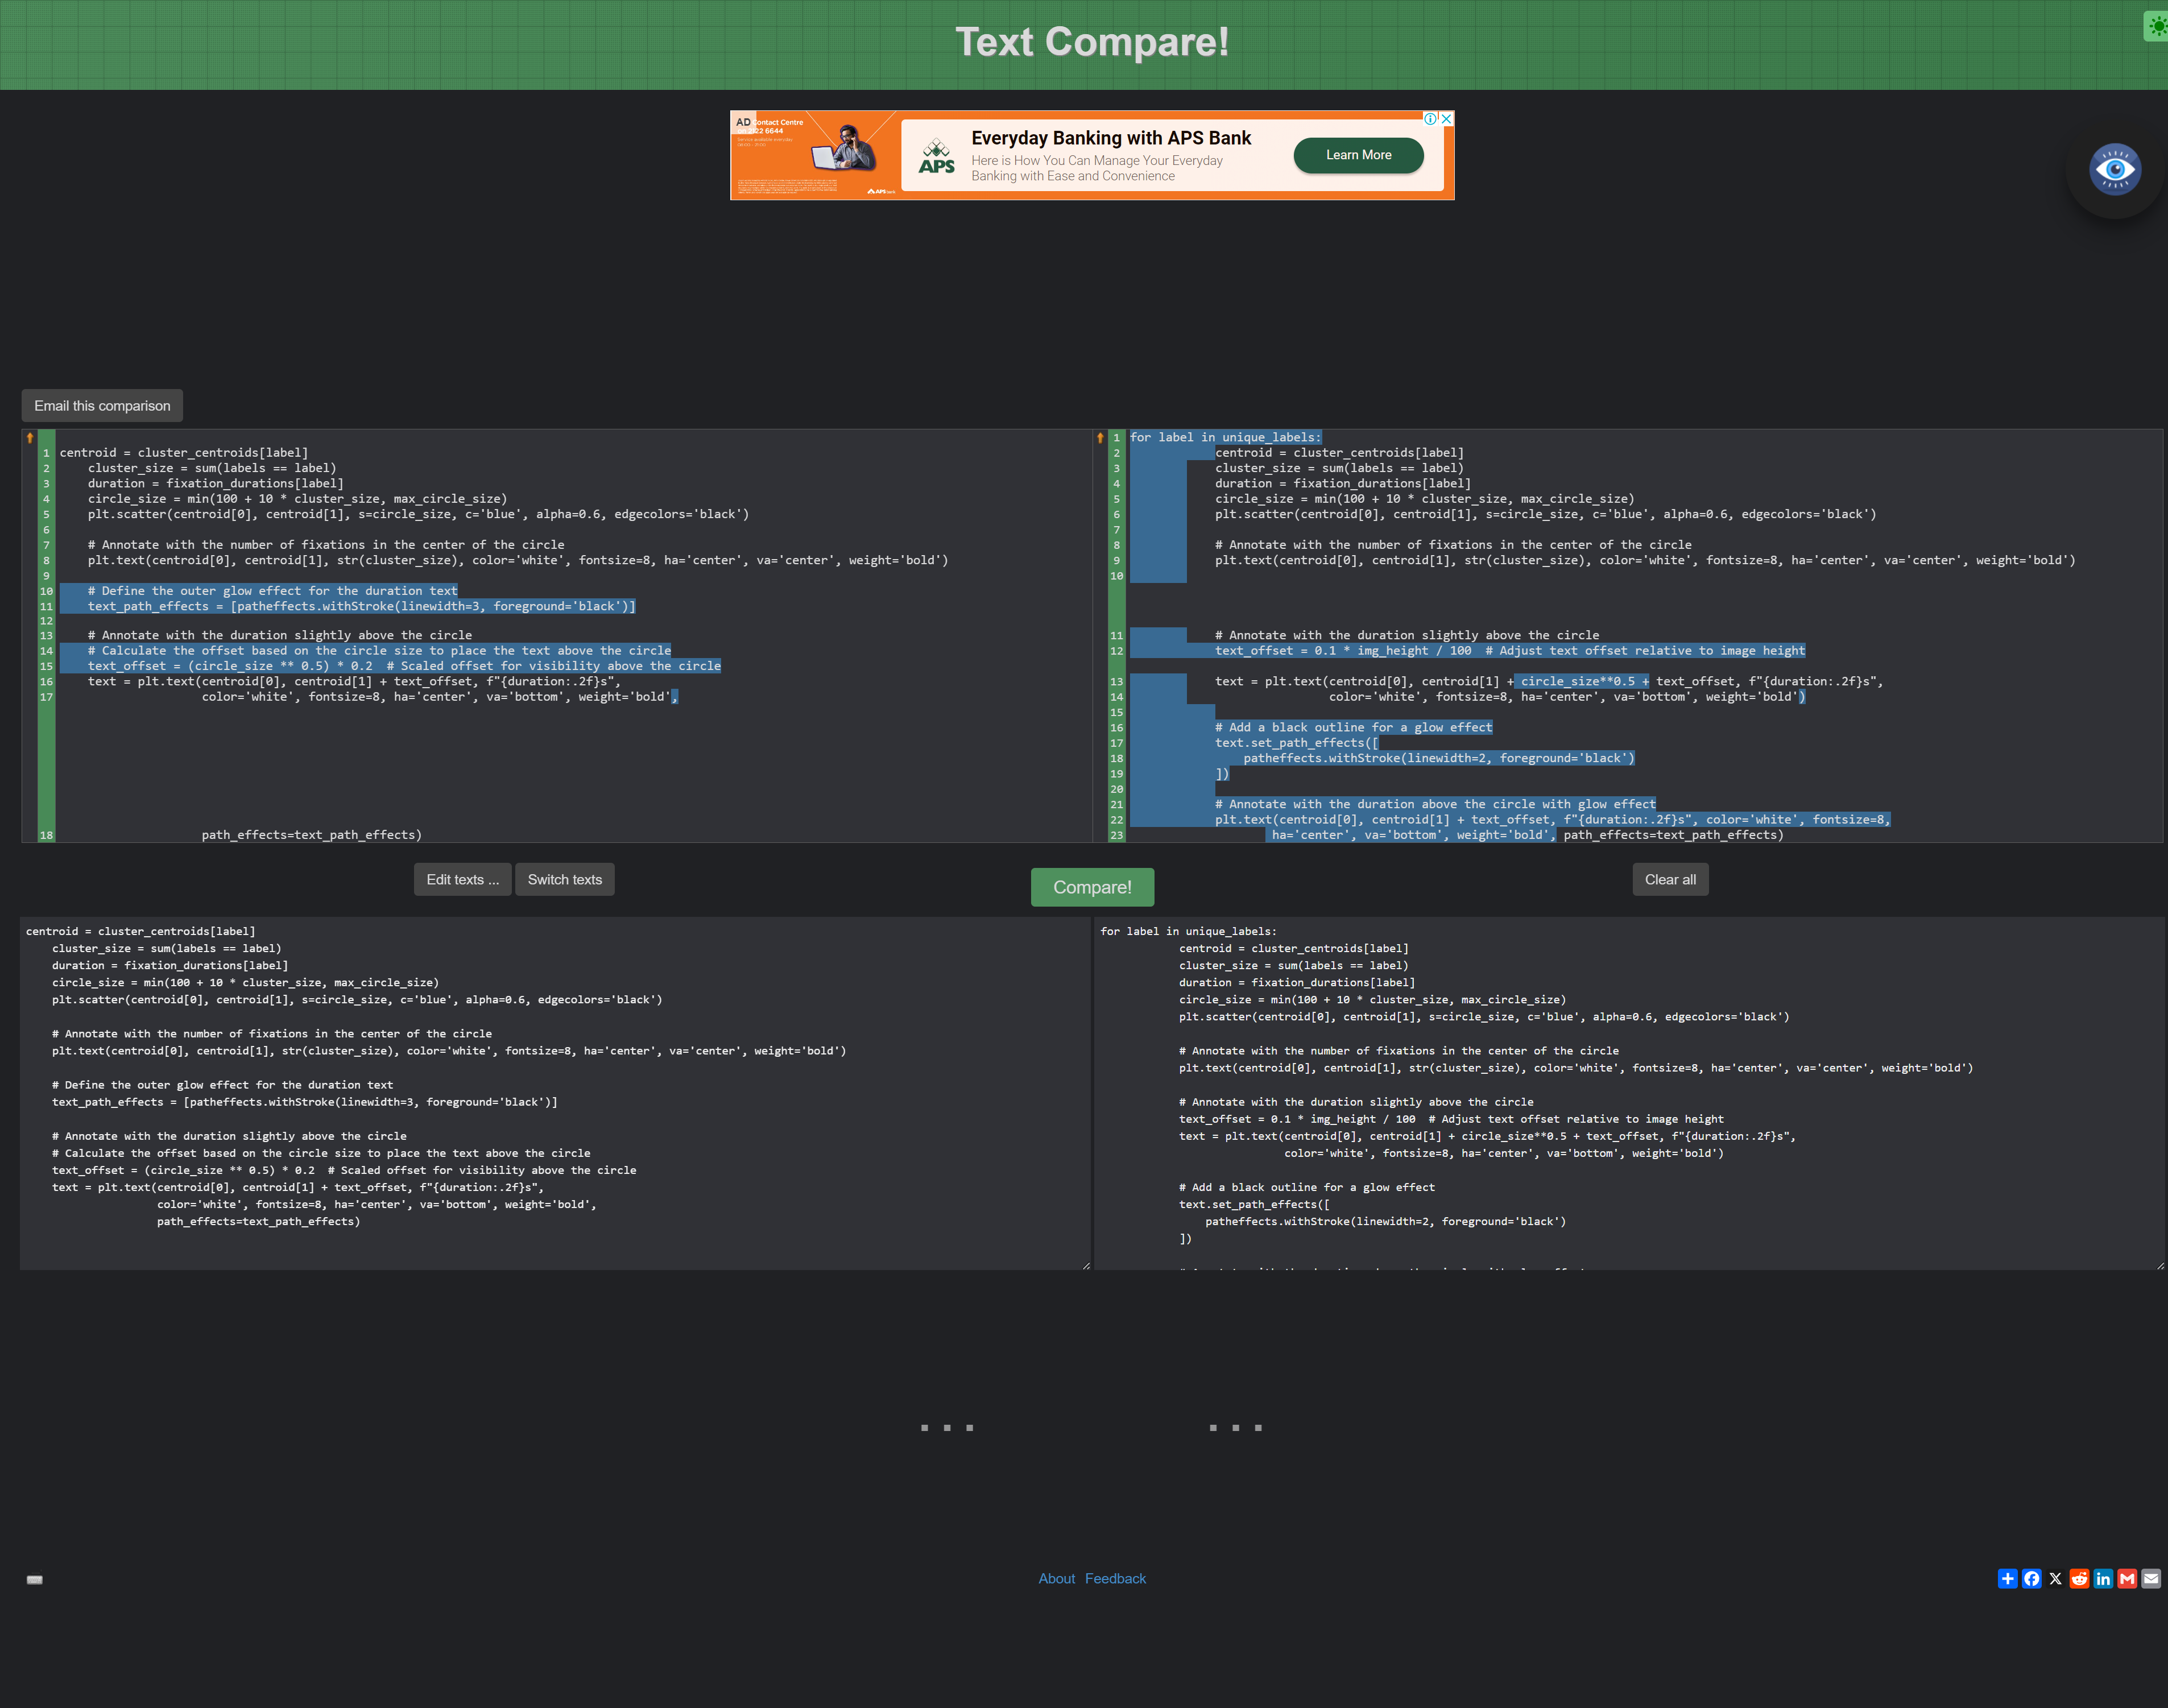 Text Compare!
AD
Contact Centre
2122 6644
Everyday Banking with APS Bank
Here is How You Can Manage Your Everyday
Banking with Ease and Convenience
APS
Learn More
Email this comparison
1 centroid = cluster_centroids[label]
2     cluster_size = sum(labels == label)
3     duration = fixation_durations[label]
4     circle_size = min(100 + 10 * cluster_size, max_circle_size)
5     plt.scatter(centroid[0], centroid[1], s=circle_size, c='blue', alpha=0.6, edgecolors='black')
6
7     # Annotate with the number of fixations in the center of the circle
8     plt.text(centroid[0], centroid[1], str(cluster_size), color='white', fontsize=8, ha='center', va='center', weight='bold')
9
10     # Define the outer glow effect for the duration text
11     text_path_effects = [patheffects.withStroke(linewidth=3, foreground='black')]
12
13     # Annotate with the duration slightly above the circle
14     # Calculate the offset based on the circle size to place the text above the circle
15     text_offset = (circle_size ** 0.5) * 0.2  # Scaled offset for visibility above the circle
16     text = plt.text(centroid[0], centroid[1] + text_offset, f"{duration:.2f}s",
17                     color='white', fontsize=8, ha='center', va='bottom', weight='bold',
18                     path_effects=text_path_effects)
1 for label in unique_labels:
2             centroid = cluster_centroids[label]
3             cluster_size = sum(labels == label)
4             duration = fixation_durations[label]
5             circle_size = min(100 + 10 * cluster_size, max_circle_size)
6             plt.scatter(centroid[0], centroid[1], s=circle_size, c='blue', alpha=0.6, edgecolors='black')
7
8             # Annotate with the number of fixations in the center of the circle
9             plt.text(centroid[0], centroid[1], str(cluster_size), color='white', fontsize=8, ha='center', va='center', weight='bold')
10
11             # Annotate with the duration slightly above the circle
12             text_offset = 0.1 * img_height / 100  # Adjust text offset relative to image height
13             text = plt.text(centroid[0], centroid[1] + circle_size**0.5 + text_offset, f"{duration:.2f}s",
14                             color='white', fontsize=8, ha='center', va='bottom', weight='bold')
15
16             # Add a black outline for a glow effect
17             text.set_path_effects([
18                 patheffects.withStroke(linewidth=2, foreground='black')
19             ])
20
21             # Annotate with the duration above the circle with glow effect
22             plt.text(centroid[0], centroid[1] + text_offset, f"{duration:.2f}s", color='white', fontsize=8,
23                     ha='center', va='bottom', weight='bold', path_effects=text_path_effects)
Edit texts ...
Switch texts
Compare!
Clear all
centroid = cluster_centroids[label]
    cluster_size = sum(labels == label)
    duration = fixation_durations[label]
    circle_size = min(100 + 10 * cluster_size, max_circle_size)
    plt.scatter(centroid[0], centroid[1], s=circle_size, c='blue', alpha=0.6, edgecolors='black')

    # Annotate with the number of fixations in the center of the circle
    plt.text(centroid[0], centroid[1], str(cluster_size), color='white', fontsize=8, ha='center', va='center', weight='bold')

    # Define the outer glow effect for the duration text
    text_path_effects = [patheffects.withStroke(linewidth=3, foreground='black')]

    # Annotate with the duration slightly above the circle
    # Calculate the offset based on the circle size to place the text above the circle
    text_offset = (circle_size ** 0.5) * 0.2  # Scaled offset for visibility above the circle
    text = plt.text(centroid[0], centroid[1] + text_offset, f"{duration:.2f}s",
                    color='white', fontsize=8, ha='center', va='bottom', weight='bold',
                    path_effects=text_path_effects)
for label in unique_labels:
            centroid = cluster_centroids[label]
            cluster_size = sum(labels == label)
            duration = fixation_durations[label]
            circle_size = min(100 + 10 * cluster_size, max_circle_size)
            plt.scatter(centroid[0], centroid[1], s=circle_size, c='blue', alpha=0.6, edgecolors='black')

            # Annotate with the number of fixations in the center of the circle
            plt.text(centroid[0], centroid[1], str(cluster_size), color='white', fontsize=8, ha='center', va='center', weight='bold')

            # Annotate with the duration slightly above the circle
            text_offset = 0.1 * img_height / 100  # Adjust text offset relative to image height
            text = plt.text(centroid[0], centroid[1] + circle_size**0.5 + text_offset, f"{duration:.2f}s",
                            color='white', fontsize=8, ha='center', va='bottom', weight='bold')

            # Add a black outline for a glow effect
            text.set_path_effects([
                patheffects.withStroke(linewidth=2, foreground='black')
            ])
About Feedback